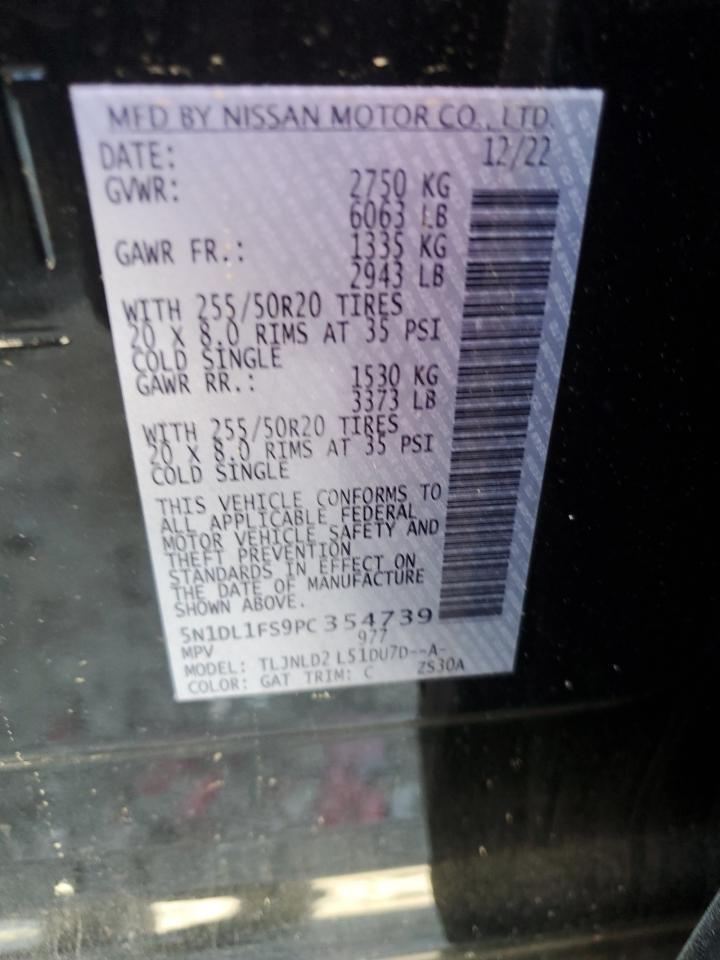 MFD BY NISSAN MOTOR CO., LTD.
DATE: 12/22
GVWR: 2750 KG
6063 LB
GAWR FR.: 1335 KG
2943 LB
WITH 255/50R20 TIRES
20 X 8.0 RIMS AT 35 PSI
COLD SINGLE
GAWR RR.: 1530 KG
3373 LB
WITH 255/50R20 TIRES
20 X 8.0 RIMS AT 35 PSI
COLD SINGLE
THIS VEHICLE CONFORMS TO
ALL APPLICABLE FEDERAL
MOTOR VEHICLE SAFETY AND
THEFT PREVENTION
STANDARDS IN EFFECT ON
THE DATE OF MANUFACTURE
SHOWN ABOVE.
5N1DL1FS9PC354739
MPV 977
MODEL: TLJNLD2 L51DU7D--A-
COLOR: GAT TRIM: C ZS30A